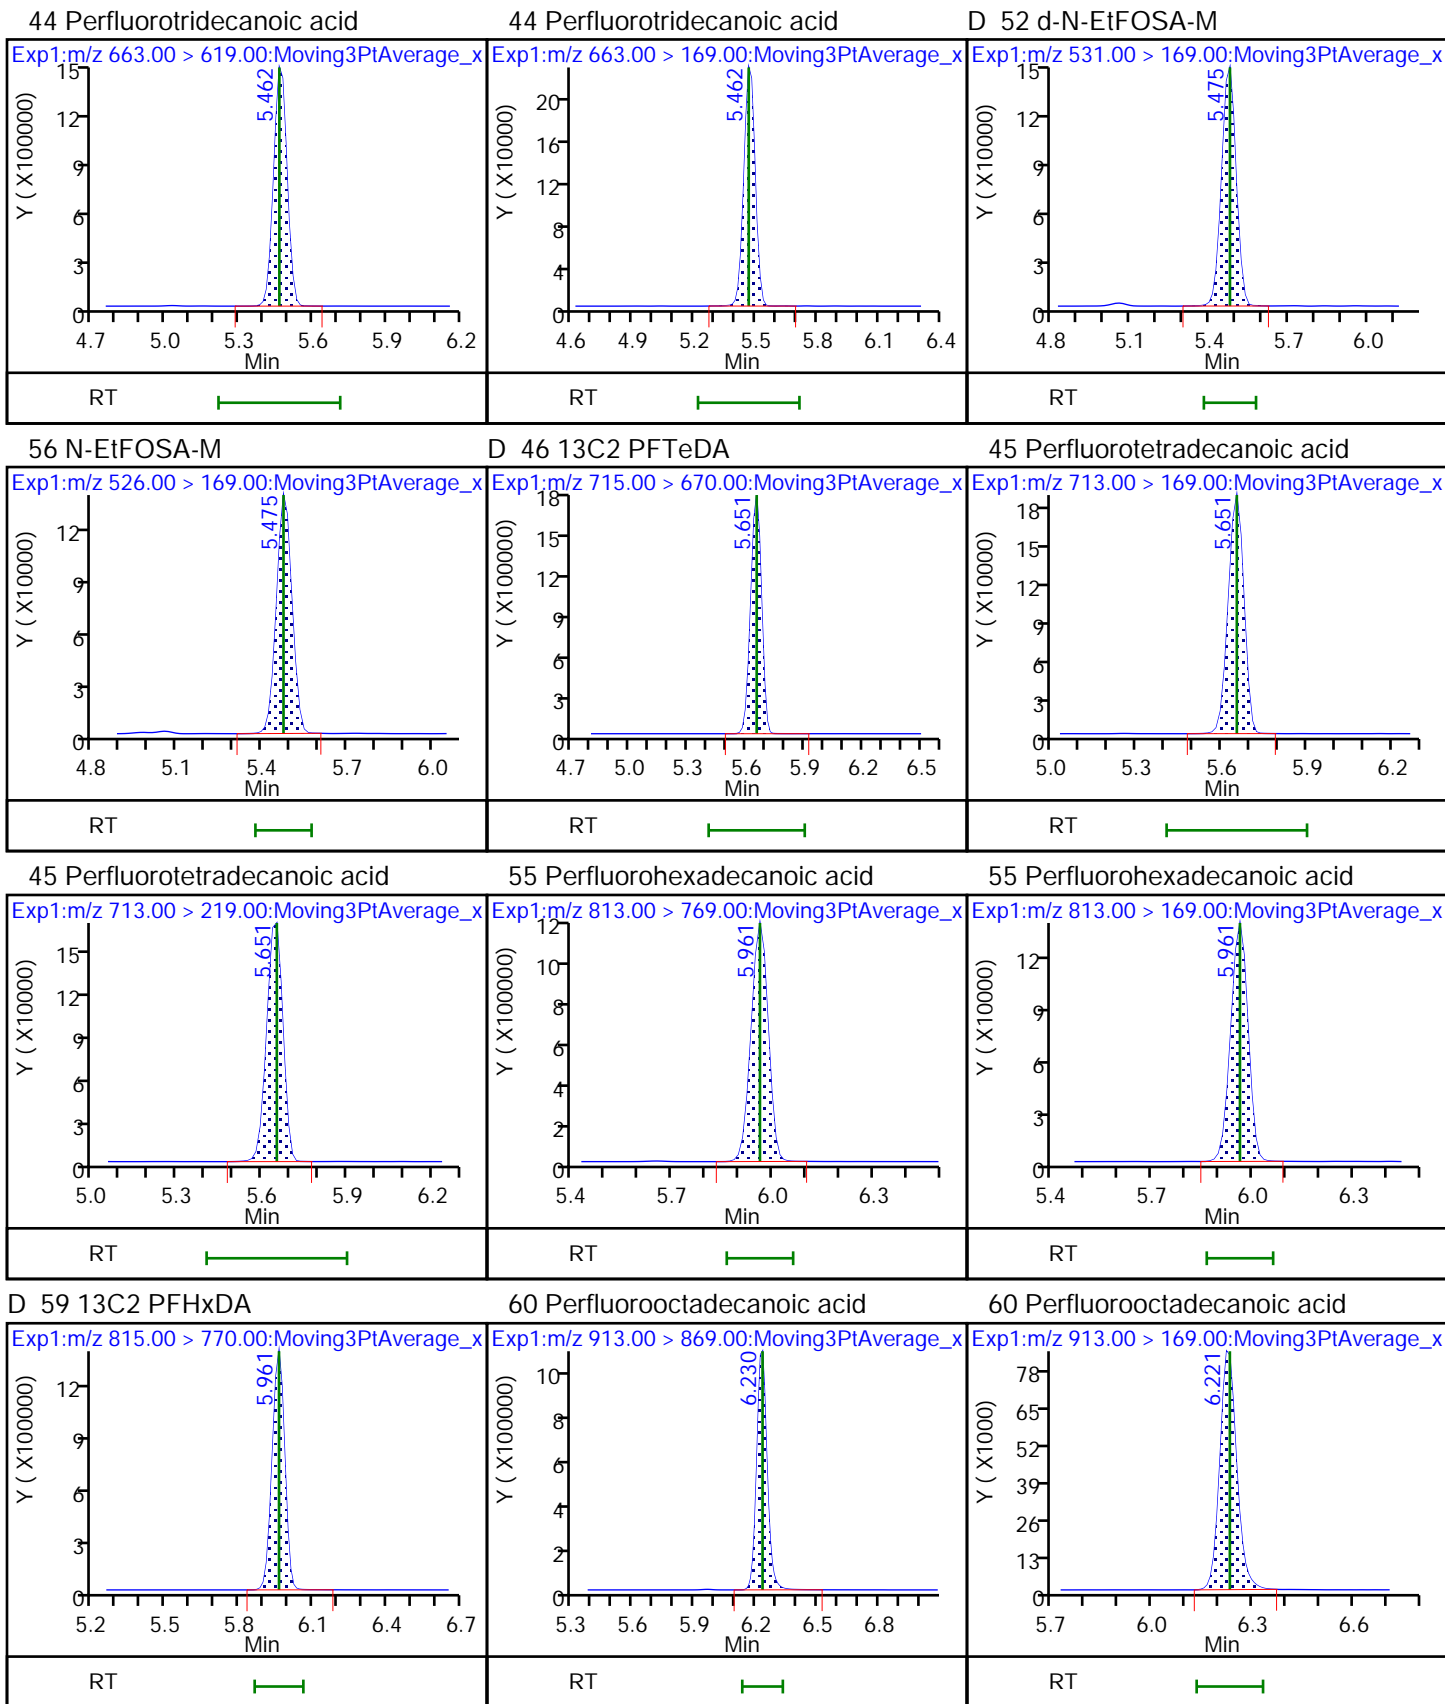 44 Perfluorotridecanoic acid
Exp1:m/z 663.00 > 619.00:Moving3PtAverage_x
Y ( X100000)
15
12
9
6
3
0
5.462
4.7 5.0 5.3 5.6 5.9 6.2
Min
RT
44 Perfluorotridecanoic acid
Exp1:m/z 663.00 > 169.00:Moving3PtAverage_x
Y ( X10000)
20
16
12
8
4
0
5.462
4.6 4.9 5.2 5.5 5.8 6.1 6.4
Min
RT
D 52 d-N-EtFOSA-M
Exp1:m/z 531.00 > 169.00:Moving3PtAverage_x
Y ( X10000)
15
12
9
6
3
0
5.475
4.8 5.1 5.4 5.7 6.0
Min
RT
56 N-EtFOSA-M
Exp1:m/z 526.00 > 169.00:Moving3PtAverage_x
Y ( X10000)
12
9
6
3
0
5.475
4.8 5.1 5.4 5.7 6.0
Min
RT
D 46 13C2 PFTeDA
Exp1:m/z 715.00 > 670.00:Moving3PtAverage_x
Y ( X100000)
18
15
12
9
6
3
0
5.651
4.7 5.0 5.3 5.6 5.9 6.2 6.5
Min
RT
45 Perfluorotetradecanoic acid
Exp1:m/z 713.00 > 169.00:Moving3PtAverage_x
Y ( X10000)
18
15
12
9
6
3
0
5.651
5.0 5.3 5.6 5.9 6.2
Min
RT
45 Perfluorotetradecanoic acid
Exp1:m/z 713.00 > 219.00:Moving3PtAverage_x
Y ( X10000)
15
12
9
6
3
0
5.651
5.0 5.3 5.6 5.9 6.2
Min
RT
55 Perfluorohexadecanoic acid
Exp1:m/z 813.00 > 769.00:Moving3PtAverage_x
Y ( X100000)
12
10
8
6
4
2
0
5.961
5.4 5.7 6.0 6.3
Min
RT
55 Perfluorohexadecanoic acid
Exp1:m/z 813.00 > 169.00:Moving3PtAverage_x
Y ( X10000)
12
9
6
3
0
5.961
5.4 5.7 6.0 6.3
Min
RT
D 59 13C2 PFHxDA
Exp1:m/z 815.00 > 770.00:Moving3PtAverage_x
Y ( X100000)
12
9
6
3
0
5.961
5.2 5.5 5.8 6.1 6.4 6.7
Min
RT
60 Perfluorooctadecanoic acid
Exp1:m/z 913.00 > 869.00:Moving3PtAverage_x
Y ( X100000)
10
8
6
4
2
0
6.230
5.3 5.6 5.9 6.2 6.5 6.8
Min
RT
60 Perfluorooctadecanoic acid
Exp1:m/z 913.00 > 169.00:Moving3PtAverage_x
Y ( X1000)
78
65
52
39
26
13
0
6.221
5.7 6.0 6.3 6.6
Min
RT